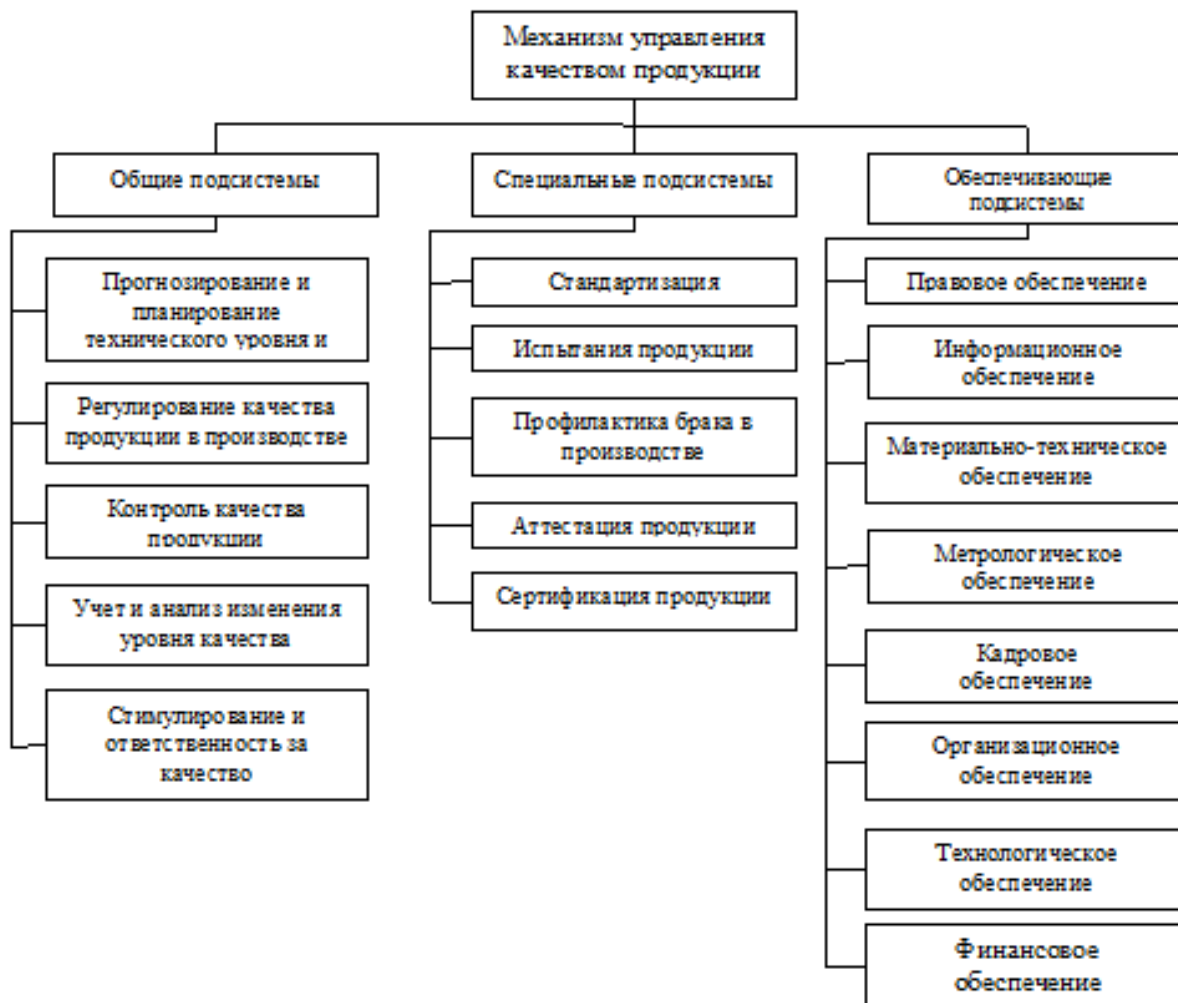 Механизм управления
качеством продукции
Общие подсистемы
Прогнозирование и
планирование
технического уровня и
Регулирование качества
продукции в производстве
Контроль качества
продукции
Учет и анализ изменения
уровня качества
Стимулирование и
ответственность за
качество
Специальные подсистемы
Стандартизация
Испытания продукции
Профилактика брака в
производстве
Аттестация продукции
Сертификация продукции
Обеспечивающие
подсистемы
Правовое обеспечение
Информационное
обеспечение
Материально-техническое
обеспечение
Метрологическое
обеспечение
Кадровое
обеспечение
Организационное
обеспечение
Технологическое
обеспечение
Финансовое
обеспечение